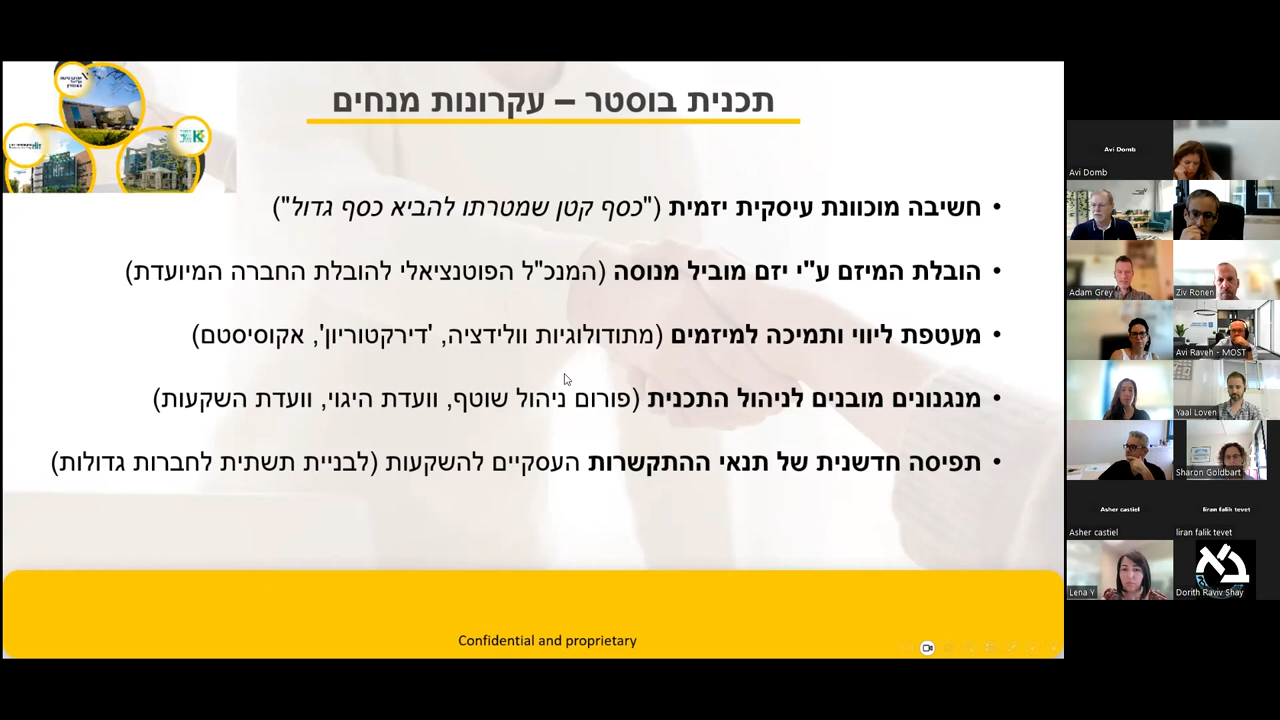 תכנית בוסטר – עקרונות מנחים
• חשיבה מוכוונת עיסקית יזמית ("כסף קטן שמטרתו להביא כסף גדול")
• הובלת המיזם ע"י יזם מוביל מנוסה (המנכ"ל הפוטנציאלי להובלת החברה המיועדת)
• מעטפת ליווי ותמיכה למיזמים (מתודולוגיות וולידציה, 'דירקטוריון', אקוסיסטם)
• מנגנונים מובנים לניהול התכנית (פורום ניהול שוטף, וועדת היגוי, וועדת השקעות)
• תפיסה חדשנית של תנאי ההתקשרות העסקיים להשקעות (לבניית תשתית לחברות גדולות)
Confidential and proprietary
Avi Domb
Avi Domb
Adam Grey
Ziv Ronen
Avi Raveh - MOST
Yaal Loven
Sharon Goldbart
Asher castiel
liran falik tevet
Asher castiel
liran falik tevet
Lena Y
Dorith Raviv Shay